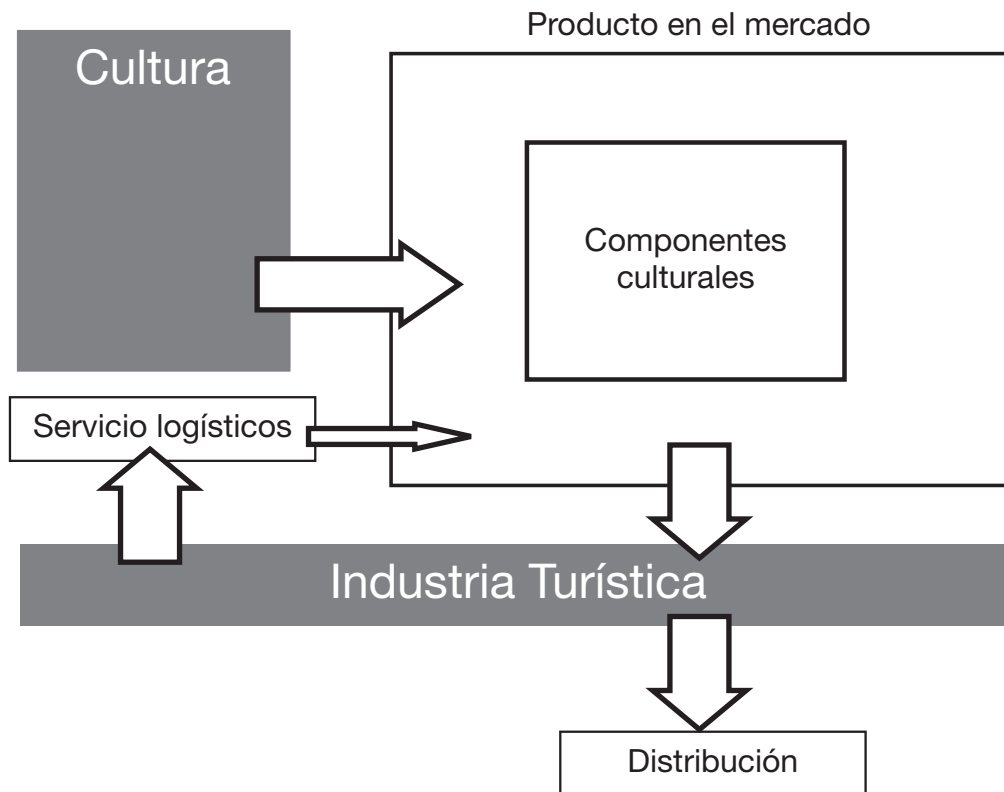 Producto en el mercado
Cultura
Componentes
culturales
Servicio logísticos
Industria Turística
Distribución